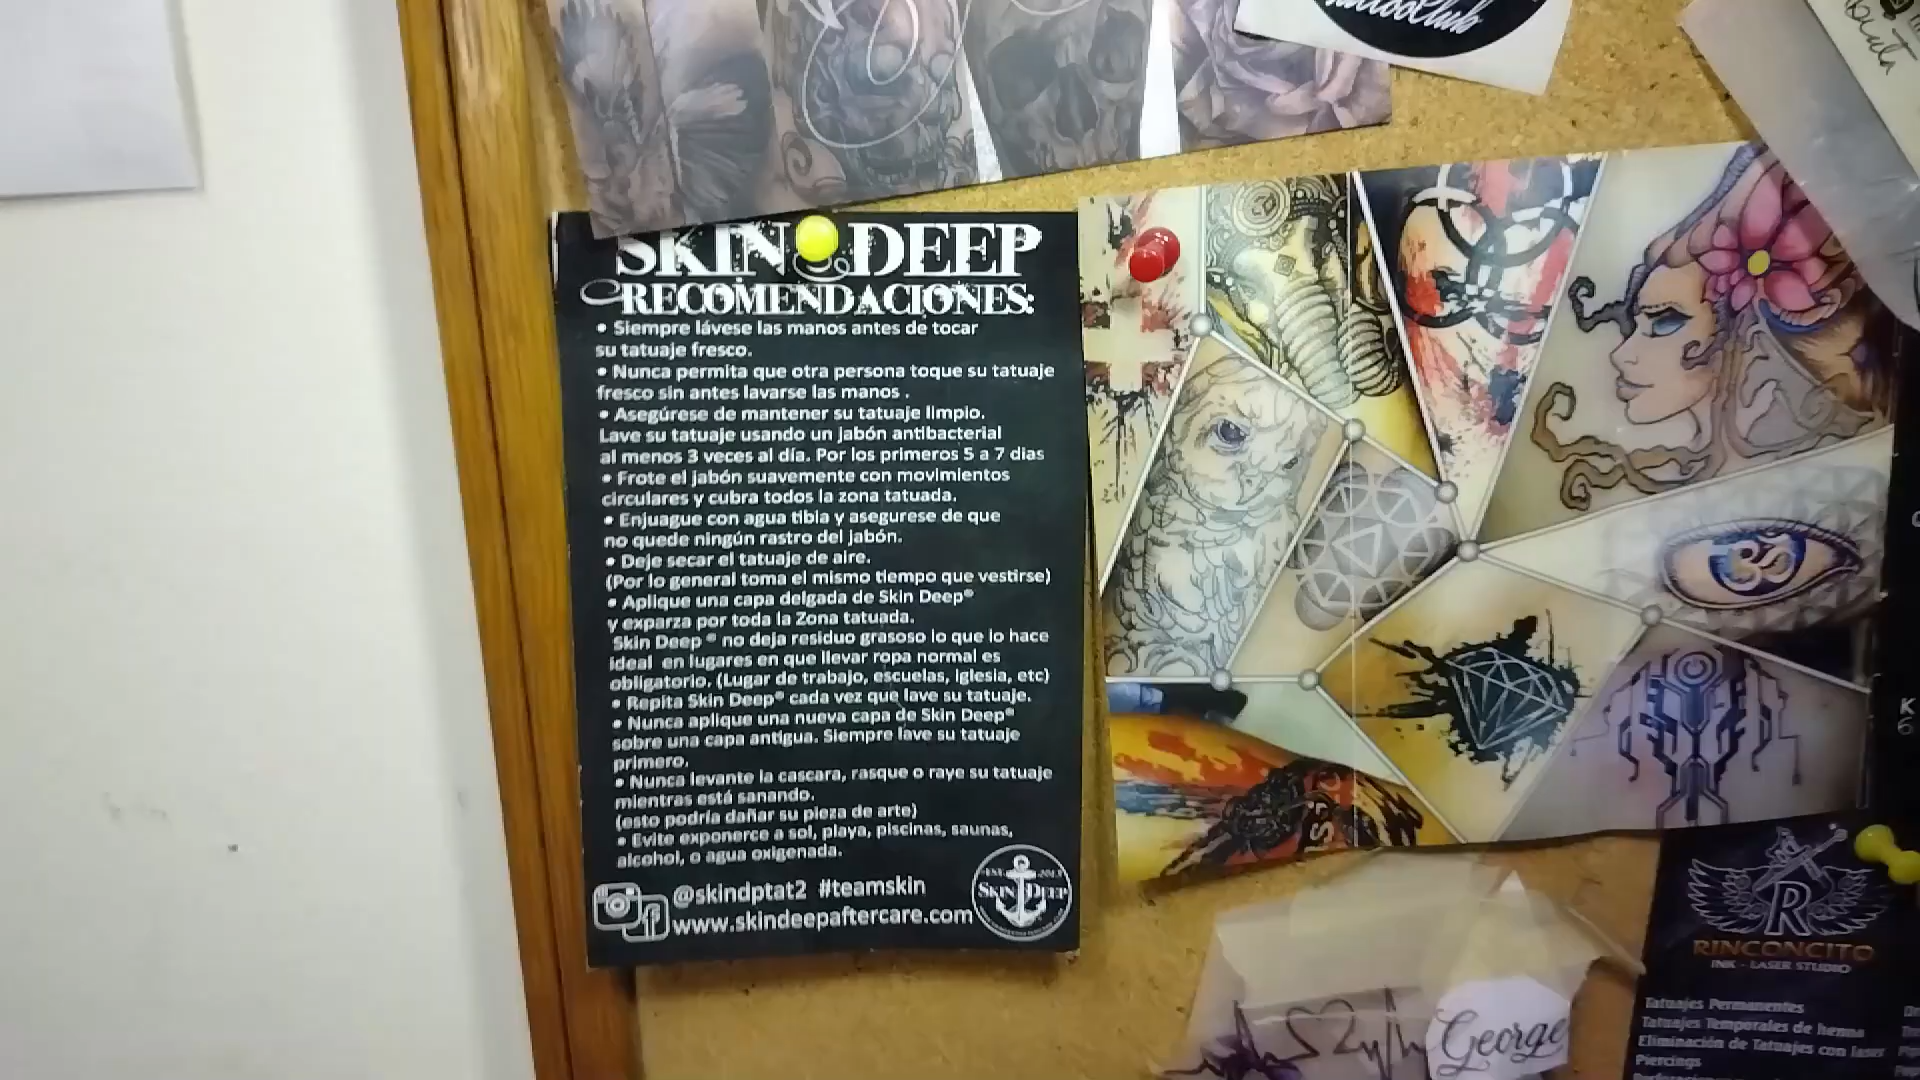 TattooClub
SKIN DEEP
RECOMENDACIONES:
• Siempre lávese las manos antes de tocar
su tatuaje fresco.
• Nunca permita que otra persona toque su tatuaje
fresco sin antes lavarse las manos .
• Asegúrese de mantener su tatuaje limpio.
Lave su tatuaje usando un jabón antibacterial
al menos 3 veces al día. Por los primeros 5 a 7 dias
• Frote el jabón suavemente con movimientos
circulares y cubra todos la zona tatuada.
• Enjuague con agua tibia y asegurese de que
no quede ningún rastro del jabón.
• Deje secar el tatuaje de aire.
(Por lo general toma el mismo tiempo que vestirse)
• Aplique una capa delgada de Skin Deep®
y exparza por toda la Zona tatuada.
Skin Deep ® no deja residuo grasoso lo que lo hace
ideal en lugares en que llevar ropa normal es
obligatorio. (Lugar de trabajo, escuelas, iglesia, etc)
• Repita Skin Deep® cada vez que lave su tatuaje.
• Nunca aplique una nueva capa de Skin Deep®
sobre una capa antigua. Siempre lave su tatuaje
primero.
• Nunca levante la cascara, rasque o raye su tatuaje
mientras está sanando.
(esto podría dañar su pieza de arte)
• Evite exponerce a sol, playa, piscinas, saunas,
alcohol, o agua oxigenada.
@skindptat2 #teamskin
www.skindeepaftercare.com
SKIN DEEP
George
R
RINCONCITO
INK - LASER STUDIO
Tatuajes Permanentes
Tatuajes Temporales de henna
Eliminación de Tatuajes con laser
Piercings